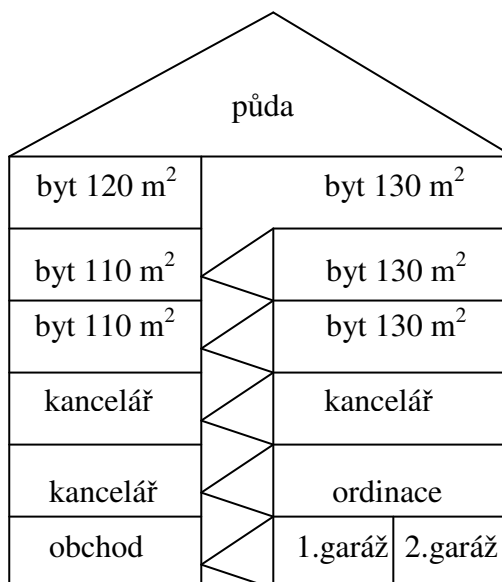 půda
byt 120 m² byt 130 m²
byt 110 m² byt 130 m²
byt 110 m² byt 130 m²
kancelář kancelář
kancelář ordinace
obchod 1.garáž 2.garáž